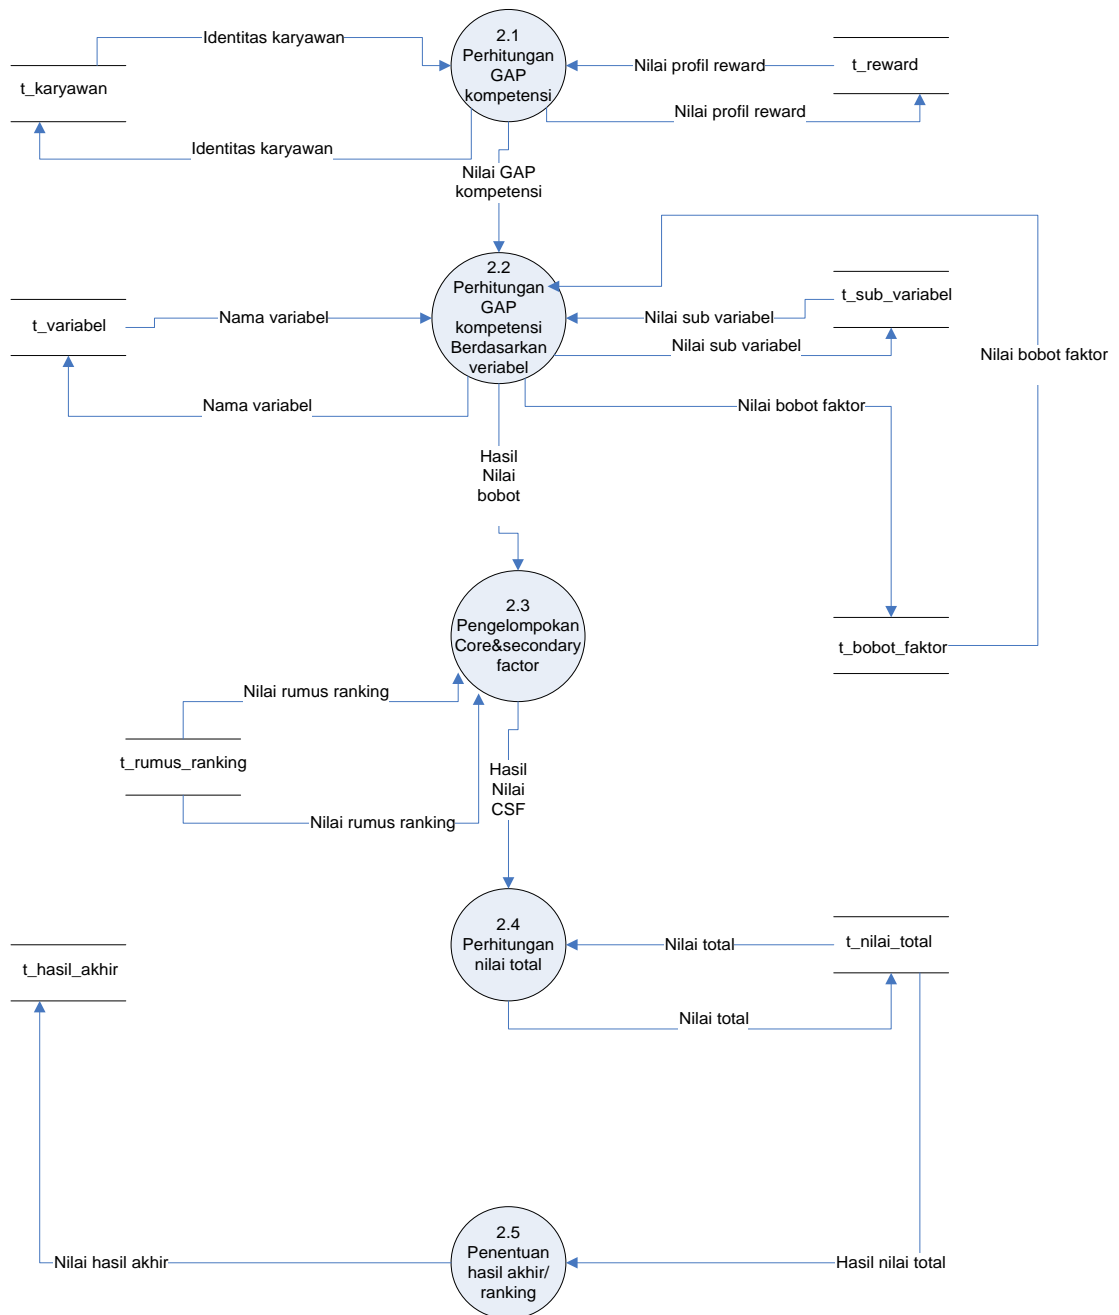 2.1
Perhitungan
GAP
kompetensi
Identitas karyawan
t_karyawan
Identitas karyawan
Nilai profil reward
t_reward
Nilai profil reward
Nilai GAP
kompetensi
2.2
Perhitungan
GAP
kompetensi
Berdasarkan
veriabel
t_variabel
Nama variabel
Nama variabel
t_sub_variabel
Nilai sub variabel
Nilai sub variabel
Nilai bobot faktor
Nilai bobot faktor
Hasil
Nilai
bobot
t_bobot_faktor
2.3
Pengelompokan
Core&secondary
factor
Nilai rumus ranking
t_rumus_ranking
Nilai rumus ranking
Hasil
Nilai
CSF
2.4
Perhitungan
nilai total
Nilai total
t_nilai_total
Nilai total
t_hasil_akhir
2.5
Penentuan
hasil akhir/
ranking
Nilai hasil akhir
Hasil nilai total